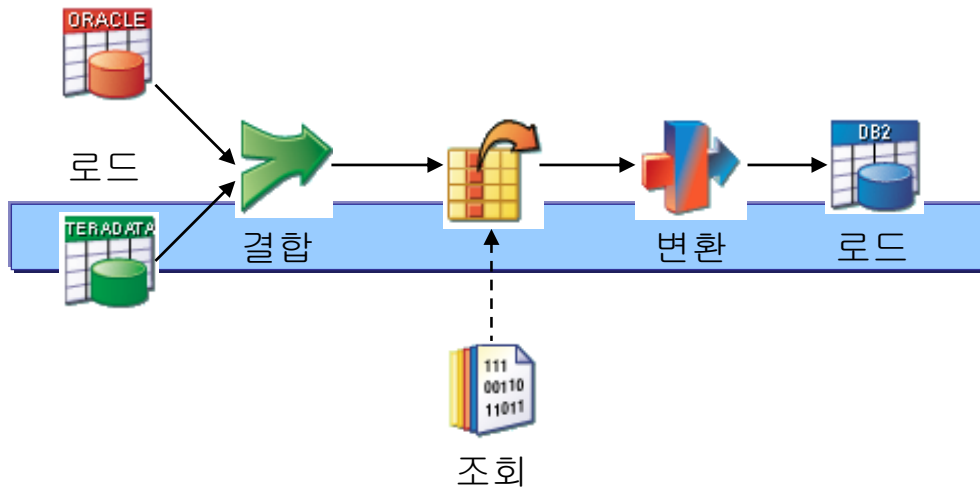 ORACLE
로드
TERADATA
결합
변환
DB2
로드
111
00110
11011
조회